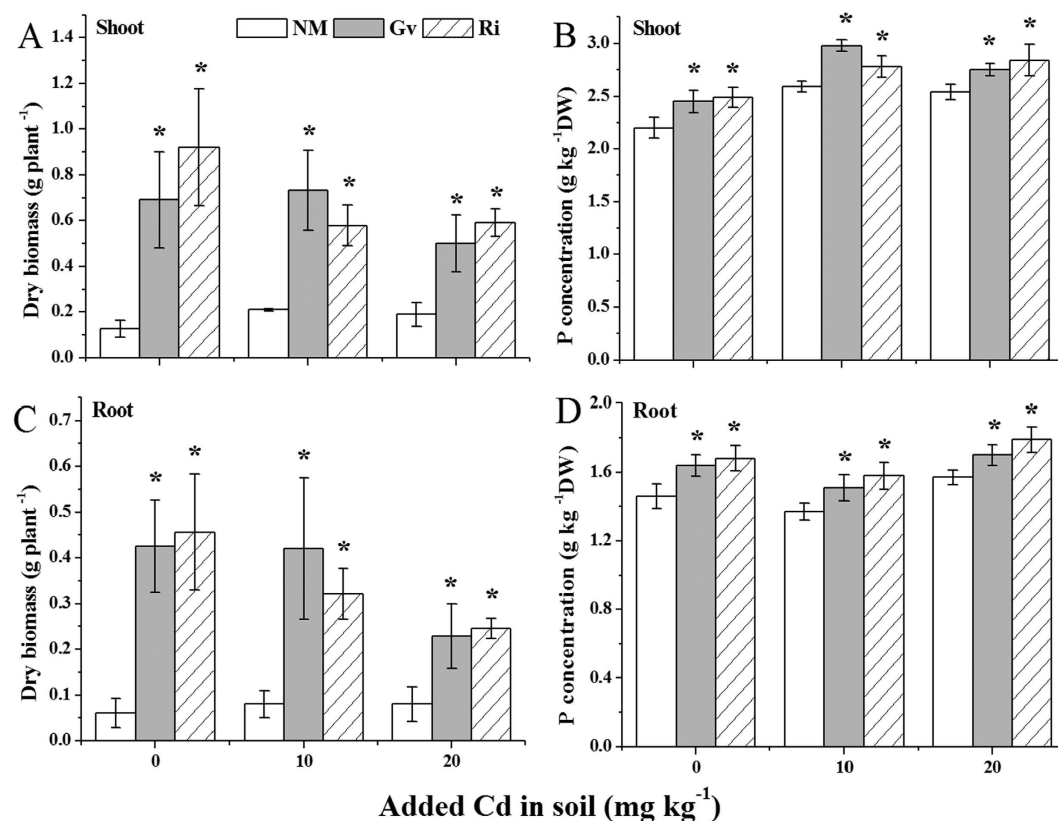 A
Shoot
NM Gv Ri
Dry biomass (g plant -1)
1.4
1.2
1.0
0.8
0.6
0.4
0.2
0.0
* * * * * *
B
Shoot
P concentration (g kg -1DW)
3.0
2.5
2.0
1.5
1.0
0.5
0.0
* * * * * *
C
Root
Dry biomass (g plant -1)
0.7
0.6
0.5
0.4
0.3
0.2
0.1
0.0
* * * * * *
0 10 20
D
Root
P concentration (g kg -1DW)
2.0
1.6
1.2
0.8
0.4
0.0
* * * * * *
0 10 20
Added Cd in soil (mg kg-1)